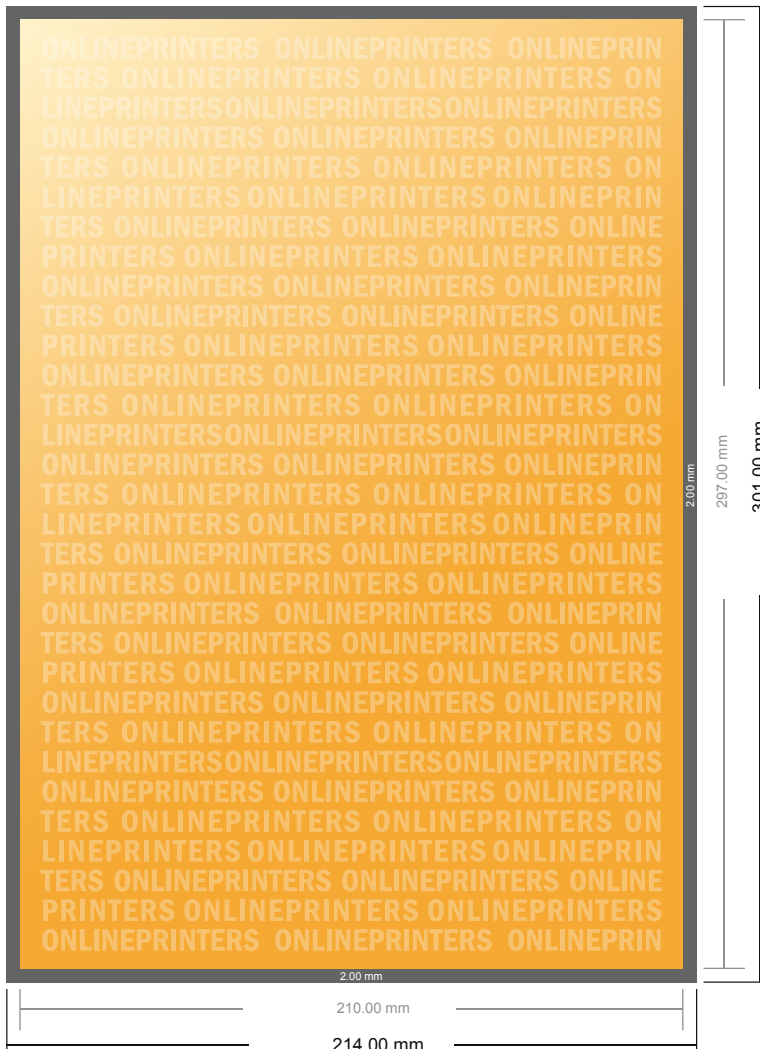 ONLINEPRINTERS ONLINEPRINTERS ONLINEPRIN
TERS ONLINEPRINTERS ONLINEPRINTERS ON
LINEPRINTERSONLINEPRINTERSONLINEPRINTERS
ONLINEPRINTERS ONLINEPRINTERS ONLINEPRIN
TERS ONLINEPRINTERS ONLINEPRINTERS ON
LINEPRINTERS ONLINEPRINTERS ONLINEPRIN
TERS ONLINEPRINTERS ONLINEPRINTERS ONLINE
PRINTERS ONLINEPRINTERS ONLINEPRINTERS
ONLINEPRINTERS ONLINEPRINTERS ONLINEPRIN
TERS ONLINEPRINTERS ONLINEPRINTERS ONLINE
PRINTERS ONLINEPRINTERS ONLINEPRINTERS
ONLINEPRINTERS ONLINEPRINTERS ONLINEPRIN
TERS ONLINEPRINTERS ONLINEPRINTERS ON
LINEPRINTERSONLINEPRINTERSONLINEPRINTERS
ONLINEPRINTERS ONLINEPRINTERS ONLINEPRIN
TERS ONLINEPRINTERS ONLINEPRINTERS ON
LINEPRINTERS ONLINEPRINTERS ONLINEPRIN
TERS ONLINEPRINTERS ONLINEPRINTERS ONLINE
PRINTERS ONLINEPRINTERS ONLINEPRINTERS
ONLINEPRINTERS ONLINEPRINTERS ONLINEPRIN
TERS ONLINEPRINTERS ONLINEPRINTERS ONLINE
PRINTERS ONLINEPRINTERS ONLINEPRINTERS
ONLINEPRINTERS ONLINEPRINTERS ONLINEPRIN
TERS ONLINEPRINTERS ONLINEPRINTERS ON
LINEPRINTERSONLINEPRINTERSONLINEPRINTERS
ONLINEPRINTERS ONLINEPRINTERS ONLINEPRIN
TERS ONLINEPRINTERS ONLINEPRINTERS ON
LINEPRINTERS ONLINEPRINTERS ONLINEPRIN
TERS ONLINEPRINTERS ONLINEPRINTERS ONLINE
PRINTERS ONLINEPRINTERS ONLINEPRINTERS
ONLINEPRINTERS ONLINEPRINTERS ONLINEPRIN
2.00 mm
297.00 mm
301.00 mm
2.00 mm
210.00 mm
214.00 mm